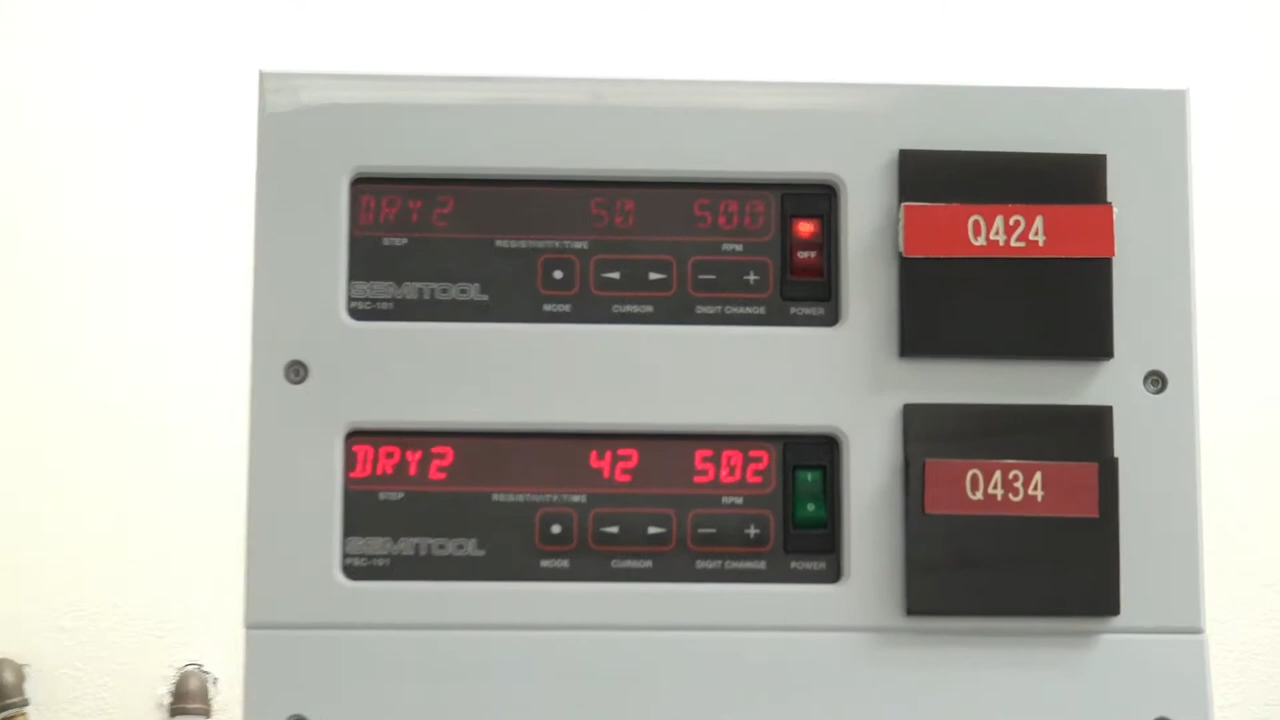 DRY2 50 500
STEP RESISTIVITY/TIME RPM
ON
OFF
SEMITOOL
PSC-101
MODE CURSOR DIGIT CHANGE POWER
Q424
DRY2 42 502
STEP RESISTIVITY/TIME RPM
SEMITOOL
PSC-101
MODE CURSOR DIGIT CHANGE POWER
Q434